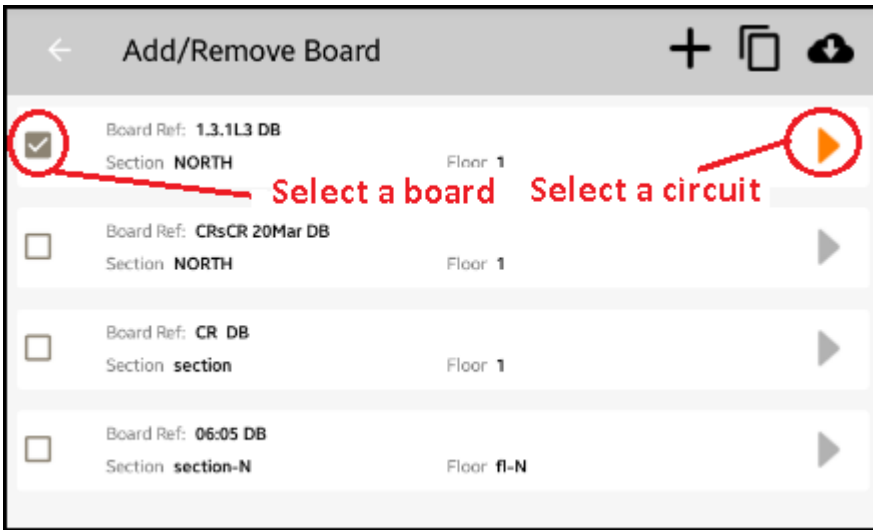 Add/Remove Board
Board Ref: 1.3.1L3 DB
Section NORTH Floor 1
Select a board Select a circuit
Board Ref: CRsCR 20Mar DB
Section NORTH Floor 1
Board Ref: CR DB
Section section Floor 1
Board Ref: 06:05 DB
Section section-N Floor fl-N